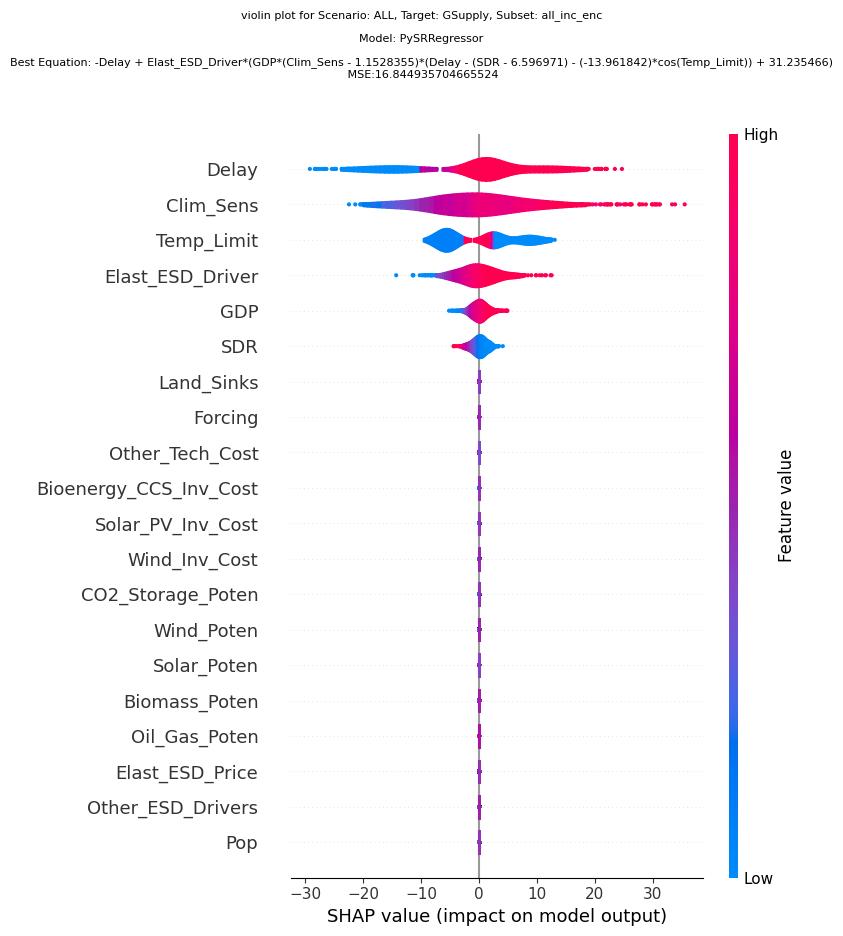 violin plot for Scenario: ALL, Target: GSupply, Subset: all_inc_enc
Model: PySRRegressor
Best Equation: -Delay + Elast_ESD_Driver*(GDP*(Clim_Sens - 1.1528355)*(Delay - (SDR - 6.596971) - (-13.961842)*cos(Temp_Limit)) + 31.235466)
MSE:16.844935704665524
High
Delay
Clim_Sens
Temp_Limit
Elast_ESD_Driver
GDP
SDR
Land_Sinks
Forcing
Other_Tech_Cost
Bioenergy_CCS_Inv_Cost
Solar_PV_Inv_Cost
Wind_Inv_Cost
CO2_Storage_Poten
Wind_Poten
Solar_Poten
Biomass_Poten
Oil_Gas_Poten
Elast_ESD_Price
Other_ESD_Drivers
Pop
Feature value
Low
−30 −20 −10 0 10 20 30
SHAP value (impact on model output)